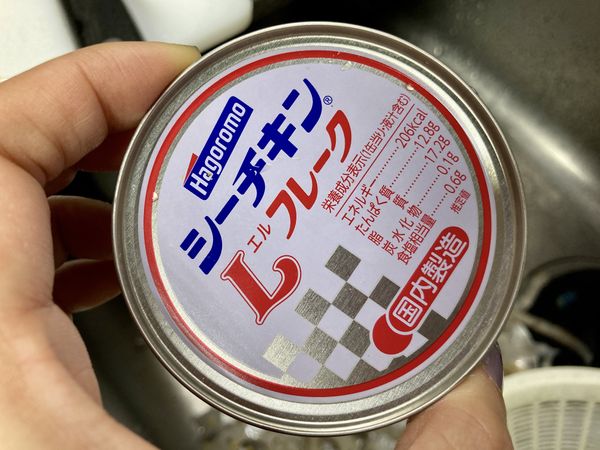 Hagoromo
シーチキン®
エル
L フレーク
栄養成分表示(1缶当り・液汁含む)
エネルギー 206kcal
たんぱく質 12.8g
脂質 17.2g
炭水化物 0.1g
食塩相当量 0.6g
推定値
国内製造